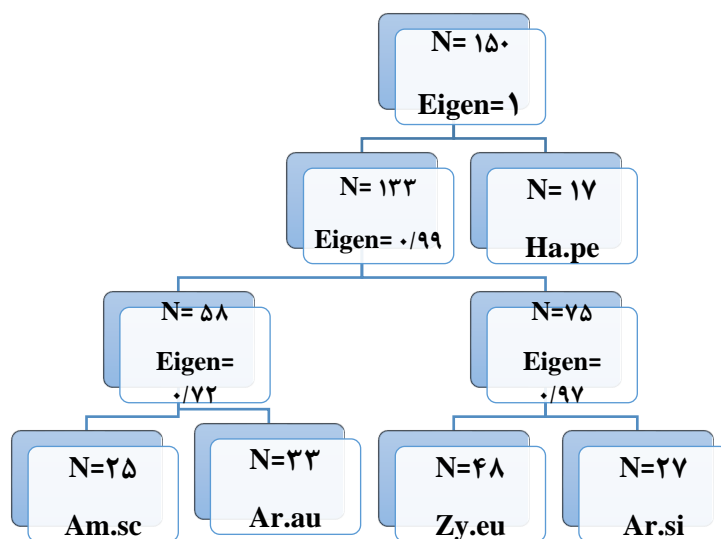 N= ۱۵۰
Eigen=۱
N= ۱۳۳
Eigen= ۰/۹۹
N= ۱۷
Ha.pe
N= ۵۸
Eigen=
۰/۷۲
N=۷۵
Eigen=
۰/۹۷
N=۲۵
Am.sc
N=۳۳
Ar.au
N=۴۸
Zy.eu
N=۲۷
Ar.si